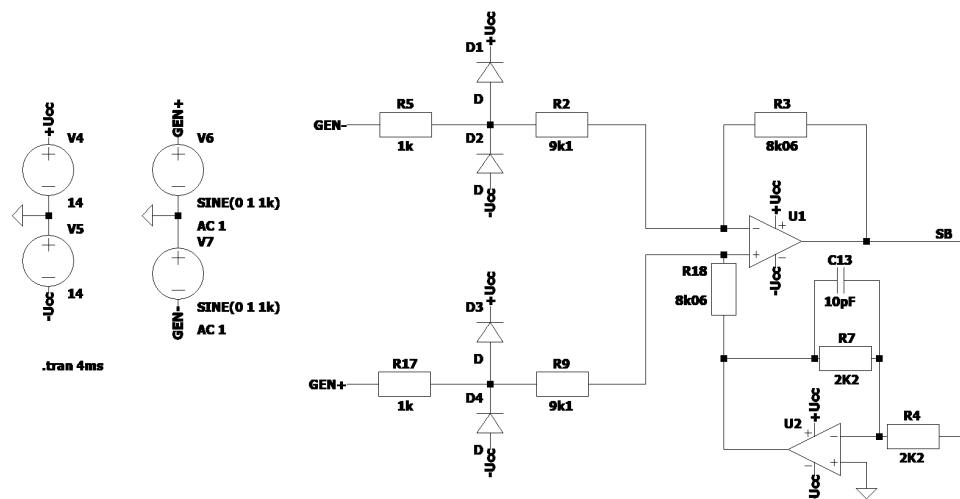 +Ucc
V4
+
−
14
V5
+
−
14
-Ucc
GEN+
V6
+
−
SINE(0 1 1k)
AC 1
V7
+
−
SINE(0 1 1k)
AC 1
GEN-
.tran 4ms
GEN-
R5
1k
+Ucc
D1
D
D2
D
-Ucc
R2
9k1
R3
8k06
+Ucc
U1
−
+
+
−
-Ucc
SB
R18
8k06
C13
10pF
R7
2K2
GEN+
R17
1k
+Ucc
D3
D
D4
D
-Ucc
R9
9k1
+Ucc
U2
+
−
−
+
Ucc
R4
2K2